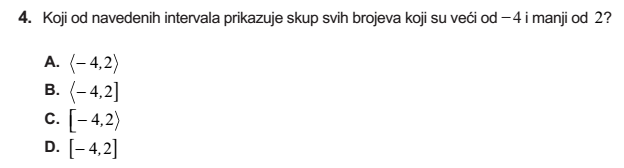 4. Koji od navedenih intervala prikazuje skup svih brojeva koji su veći od −4 i manji od 2?
A. ⟨−4,2⟩
B. ⟨−4,2]
C. [−4,2⟩
D. [−4,2]